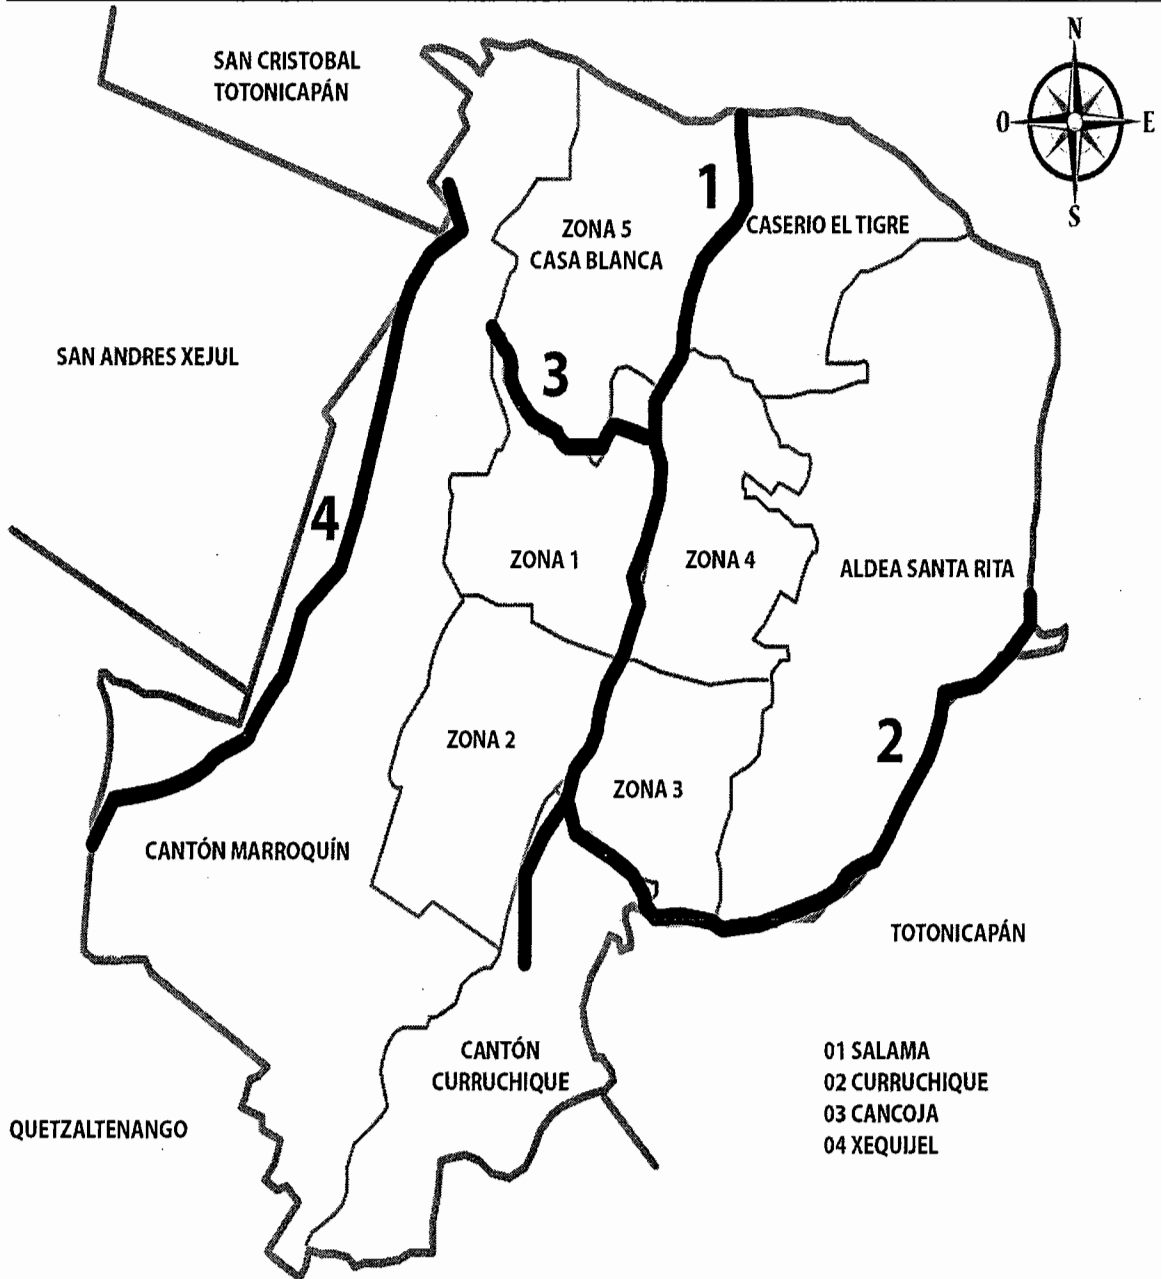 SAN CRISTOBAL
TOTONICAPÁN
N
O
E
S
1
ZONA 5
CASA BLANCA
CASERIO EL TIGRE
SAN ANDRES XEJUL
3
4
ZONA 1
ZONA 4
ALDEA SANTA RITA
ZONA 2
2
ZONA 3
CANTÓN MARROQUÍN
TOTONICAPÁN
CANTÓN
CURRUCHIQUE
01 SALAMA
02 CURRUCHIQUE
03 CANCOJA
04 XEQUIJEL
QUETZALTENANGO